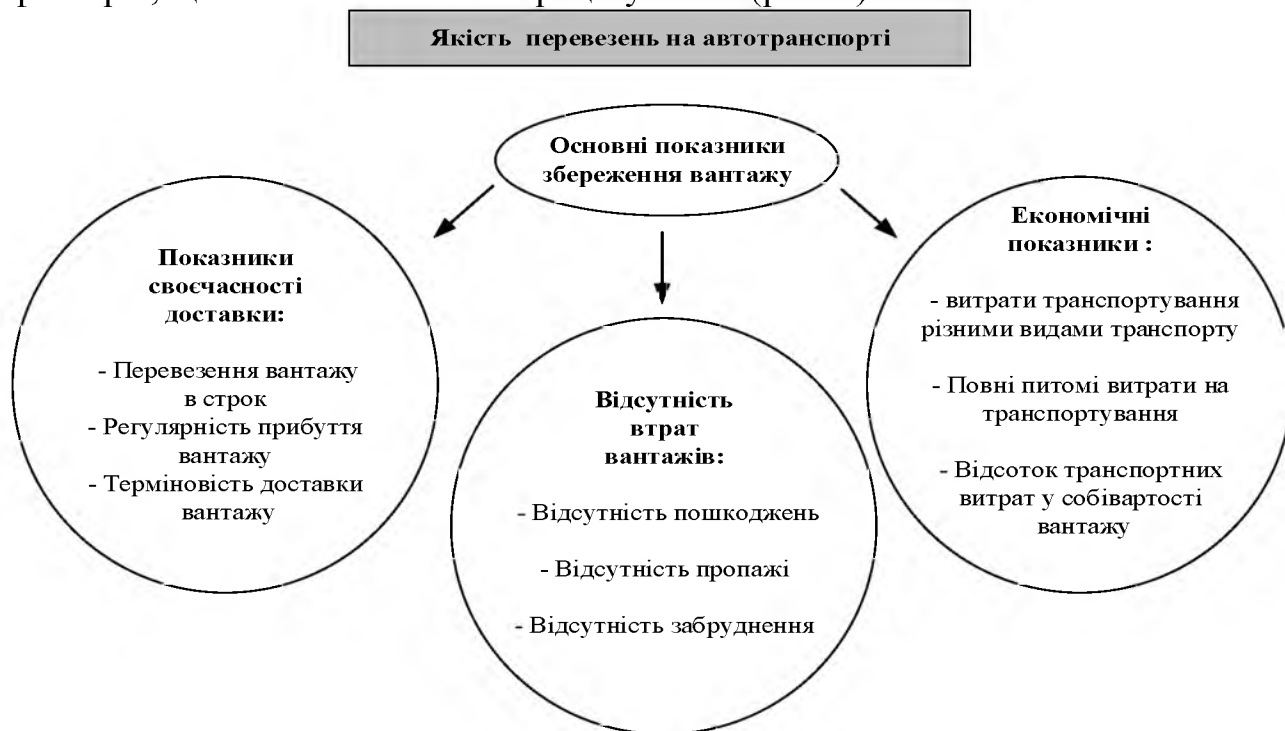 Якість перевезень на автотранспорті
Основні показники
збереження вантажу
Показники
своєчасності
доставки:
- Перевезення вантажу
в строк
- Регулярність прибуття
вантажу
- Терміновість доставки
вантажу
Відсутність
втрат
вантажів:
- Відсутність пошкоджень
- Відсутність пропажі
- Відсутність забруднення
Економічні
показники :
- витрати транспортування
різними видами транспорту
- Повні питомі витрати на
транспортування
- Відсоток транспортних
витрат у собівартості
вантажу